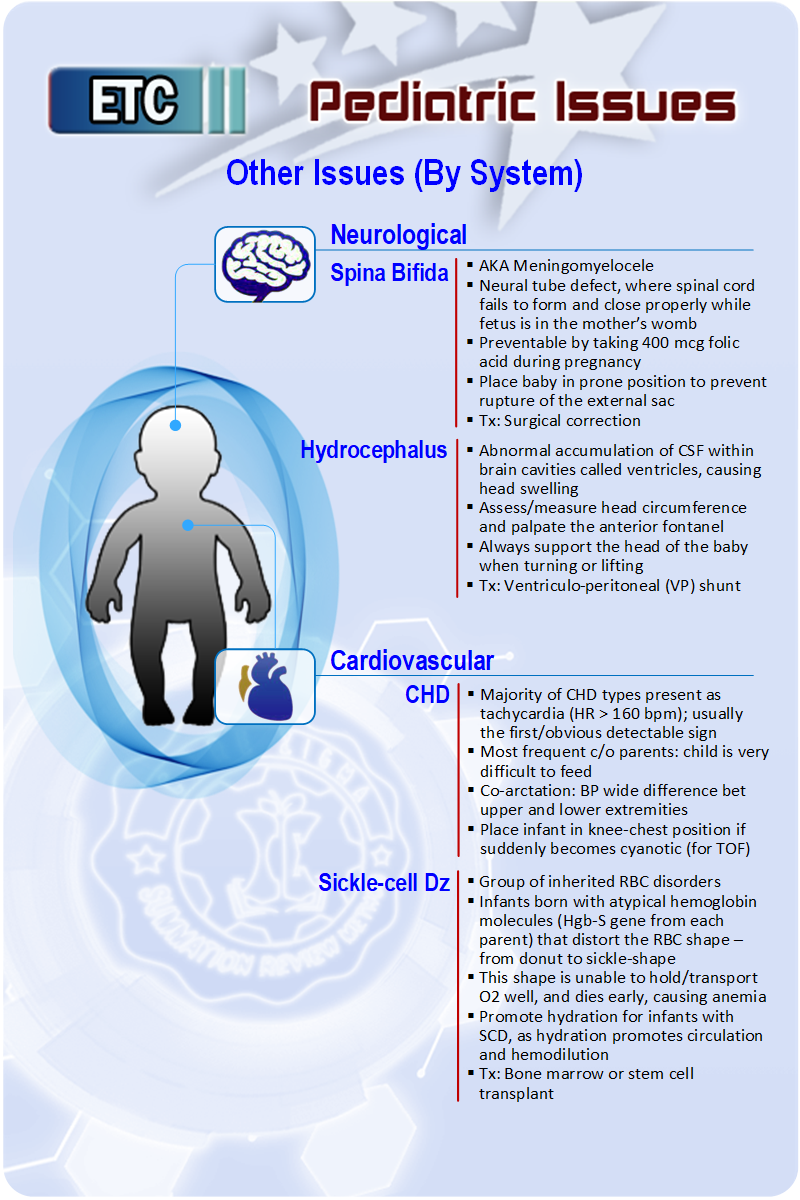 ETC
Pediatric Issues
Other Issues (By System)
Neurological
Spina Bifida
▪ AKA Meningomyelocele
▪ Neural tube defect, where spinal cord
fails to form and close properly while
fetus is in the mother’s womb
▪ Preventable by taking 400 mcg folic
acid during pregnancy
▪ Place baby in prone position to prevent
rupture of the external sac
▪ Tx: Surgical correction
Hydrocephalus
▪ Abnormal accumulation of CSF within
brain cavities called ventricles, causing
head swelling
▪ Assess/measure head circumference
and palpate the anterior fontanel
▪ Always support the head of the baby
when turning or lifting
▪ Tx: Ventriculo-peritoneal (VP) shunt
Cardiovascular
CHD
▪ Majority of CHD types present as
tachycardia (HR > 160 bpm); usually
the first/obvious detectable sign
▪ Most frequent c/o parents: child is very
difficult to feed
▪ Co-arctation: BP wide difference bet
upper and lower extremities
▪ Place infant in knee-chest position if
suddenly becomes cyanotic (for TOF)
Sickle-cell Dz
▪ Group of inherited RBC disorders
▪ Infants born with atypical hemoglobin
molecules (Hgb-S gene from each
parent) that distort the RBC shape –
from donut to sickle-shape
▪ This shape is unable to hold/transport
O2 well, and dies early, causing anemia
▪ Promote hydration for infants with
SCD, as hydration promotes circulation
and hemodilution
▪ Tx: Bone marrow or stem cell
transplant
REVIEW